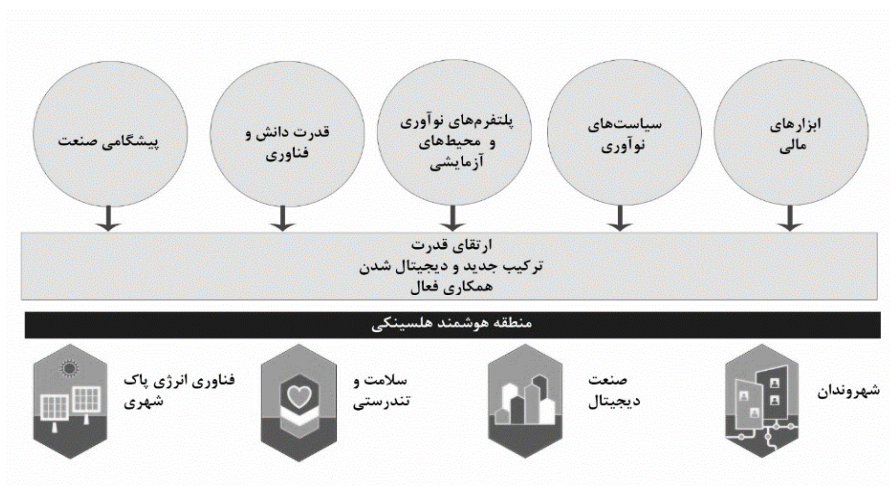 ابزارهای
مالی
سیاست‌های
نوآوری
پلتفرم‌های نوآوری
و محیط‌های
آزمایشی
قدرت دانش و
فناوری
پیشگامی صنعت
ارتقای قدرت
ترکیب جدید و دیجیتال شدن
همکاری فعال
منطقه هوشمند هلسینکی
شهروندان
صنعت
دیجیتال
سلامت و
تندرستی
فناوری انرژی پاک
شهری